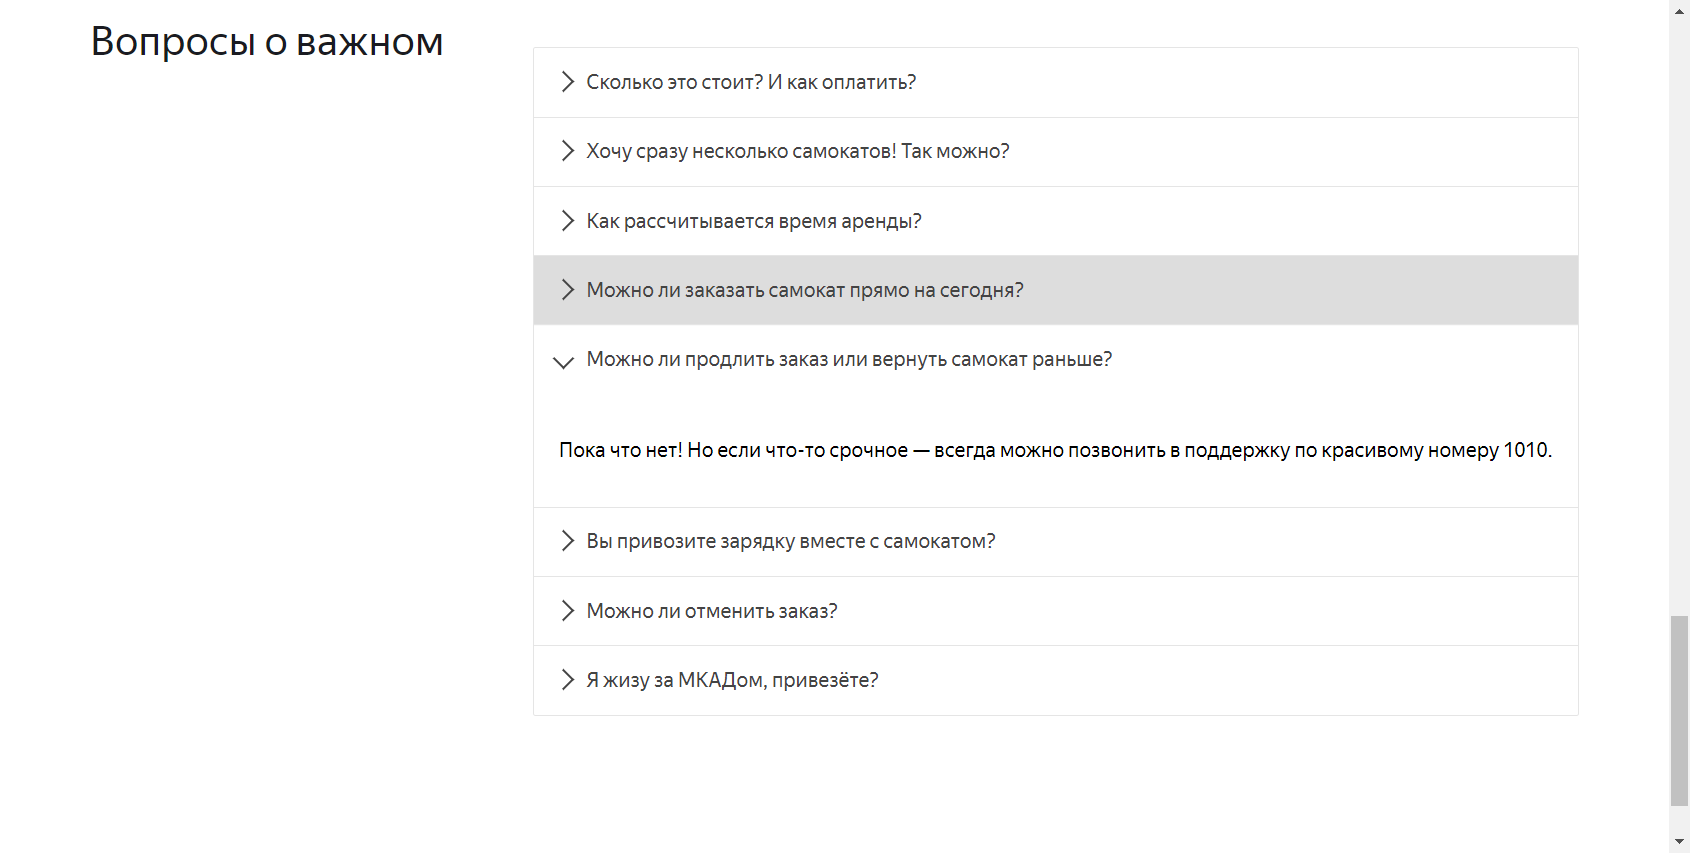 Вопросы о важном
Сколько это стоит? И как оплатить?
Хочу сразу несколько самокатов! Так можно?
Как рассчитывается время аренды?
Можно ли заказать самокат прямо на сегодня?
Можно ли продлить заказ или вернуть самокат раньше?
Пока что нет! Но если что-то срочное — всегда можно позвонить в поддержку по красивому номеру 1010.
Вы привозите зарядку вместе с самокатом?
Можно ли отменить заказ?
Я жизу за МКАДом, привезёте?